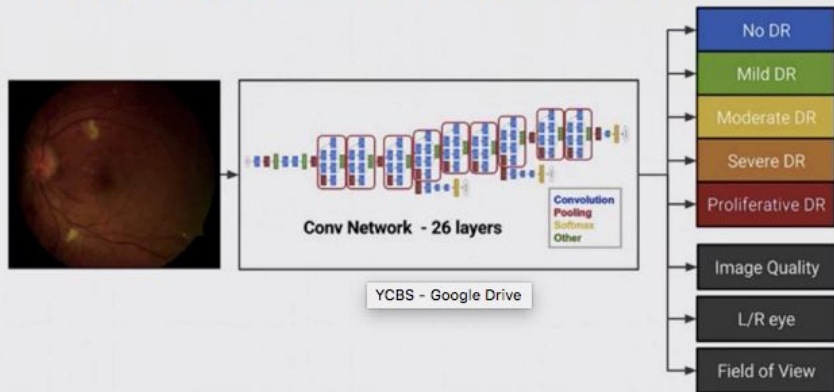 No DR
Mild DR
Moderate DR
Severe DR
Proliferative DR
Image Quality
L/R eye
Field of View
Conv Network - 26 layers
Convolution
Pooling
Softmax
Other
YCBS - Google Drive